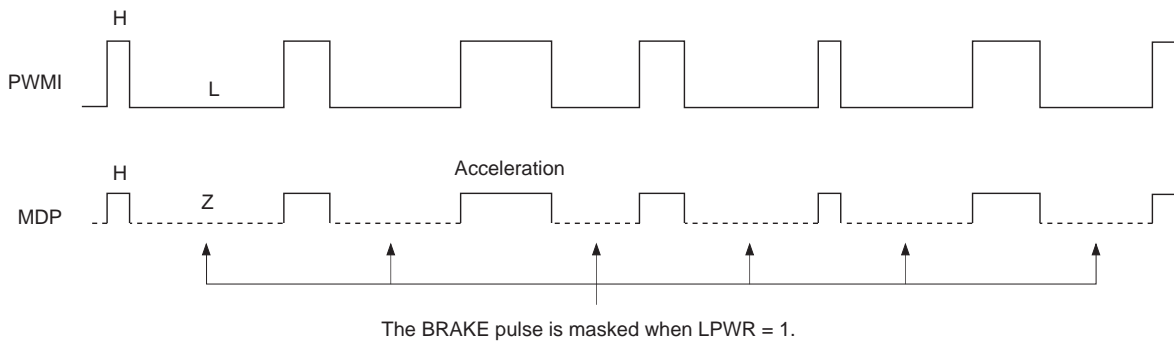 H
PWMI
L
H
Acceleration
Z
MDP
The BRAKE pulse is masked when LPWR = 1.